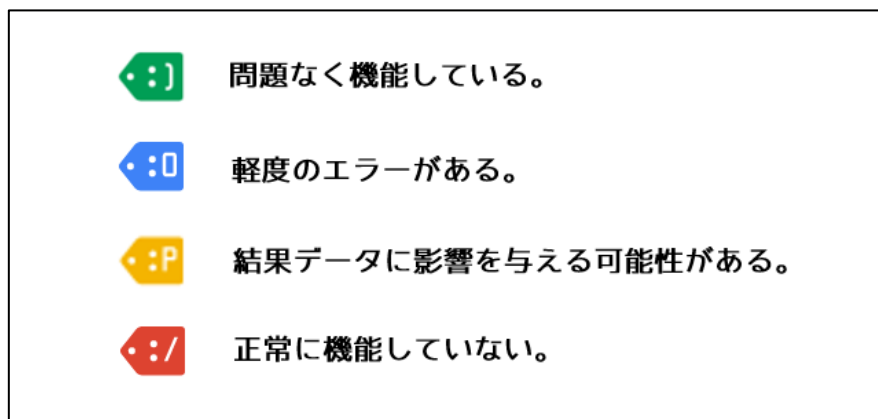 :) 問題なく機能している。
:O 軽度のエラーがある。
:P 結果データに影響を与える可能性がある。
:/ 正常に機能していない。